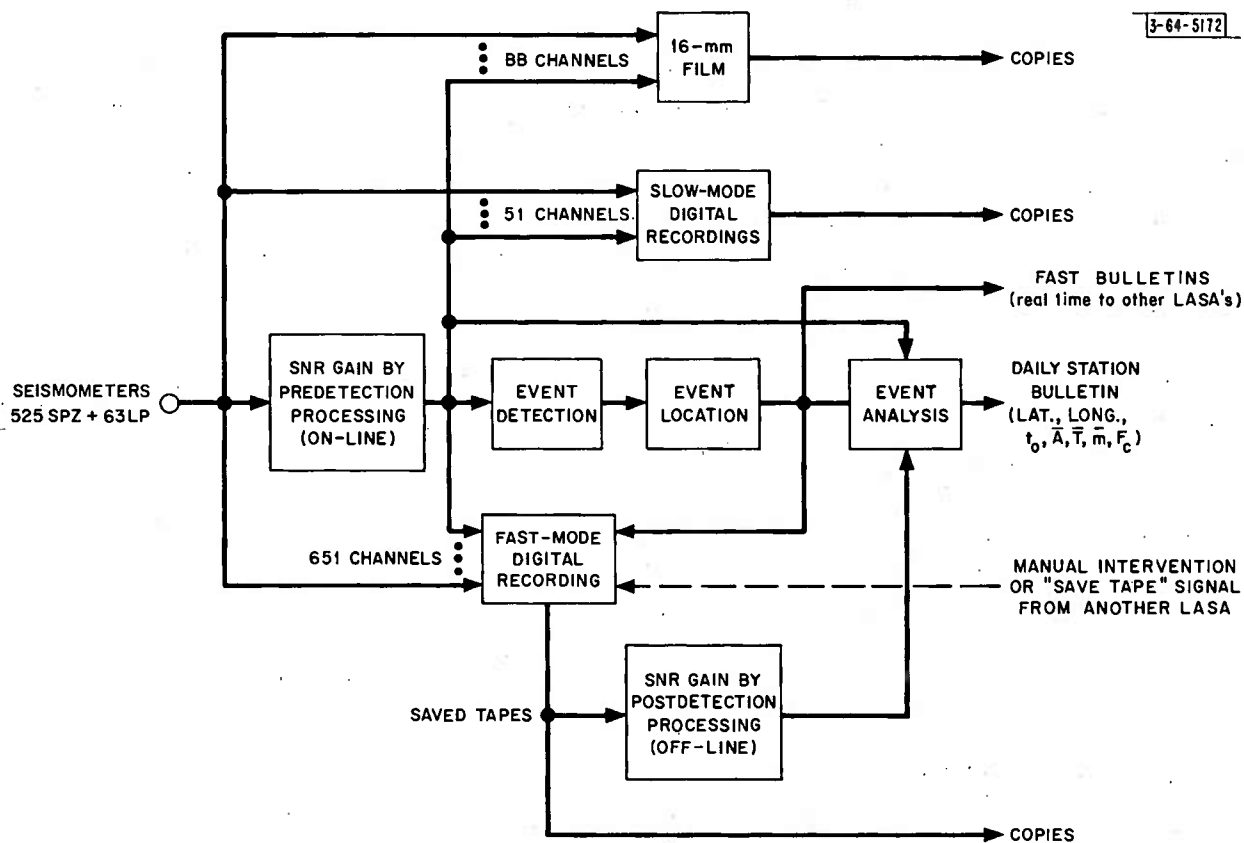 3-64-5172
16-mm
FILM
BB CHANNELS
COPIES
SLOW-MODE
DIGITAL
RECORDINGS
51 CHANNELS
COPIES
FAST BULLETINS
(real time to other LASA's)
SEISMOMETERS
525 SPZ + 63 LP
SNR GAIN BY
PREDETECTION
PROCESSING
(ON-LINE)
EVENT
DETECTION
EVENT
LOCATION
EVENT
ANALYSIS
DAILY STATION
BULLETIN
(LAT., LONG.,
t₀, A̅, T̅, m̅, F_c)
651 CHANNELS
FAST-MODE
DIGITAL
RECORDING
MANUAL INTERVENTION
OR "SAVE TAPE" SIGNAL
FROM ANOTHER LASA
SAVED TAPES
SNR GAIN BY
POSTDETECTION
PROCESSING
(OFF-LINE)
COPIES